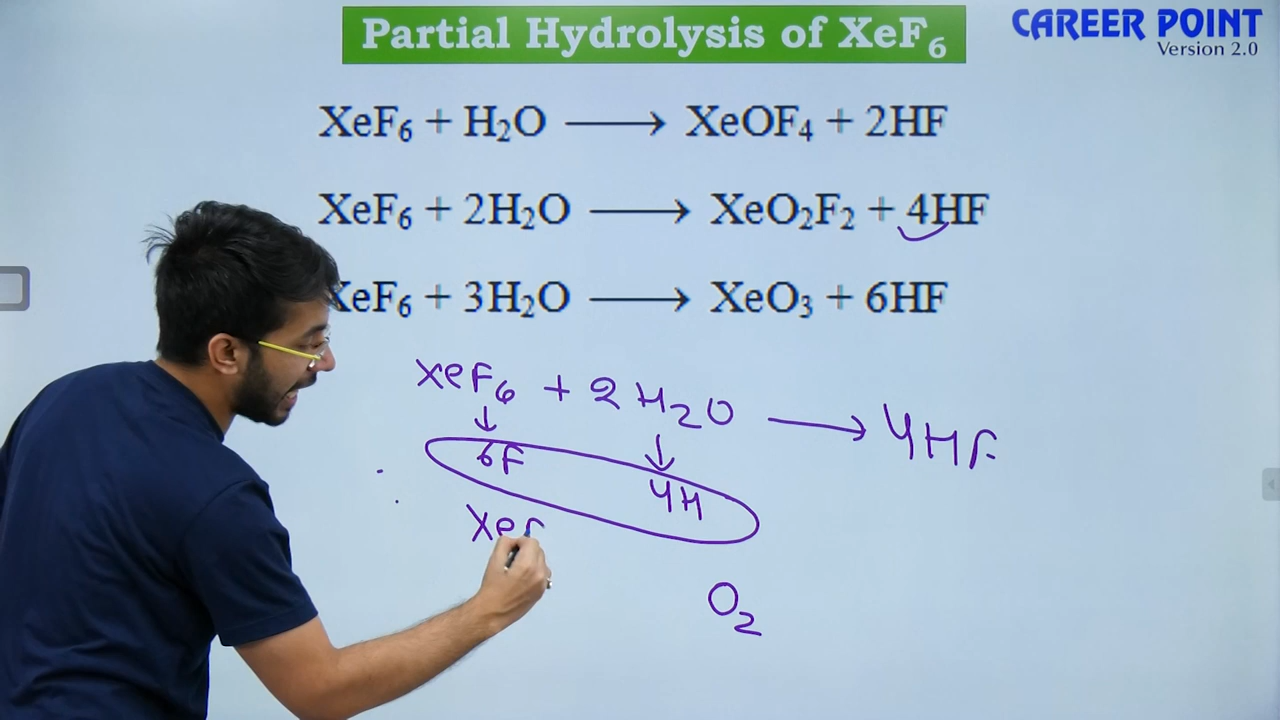 Partial Hydrolysis of XeF₆
CAREER POINT
Version 2.0
XeF₆ + H₂O ⟶ XeOF₄ + 2HF
XeF₆ + 2H₂O ⟶ XeO₂F₂ + 4HF
XeF₆ + 3H₂O ⟶ XeO₃ + 6HF
XeF₆ + 2H₂O ⟶ 4HF
↓ ↓
6F 4H
XeF
O₂